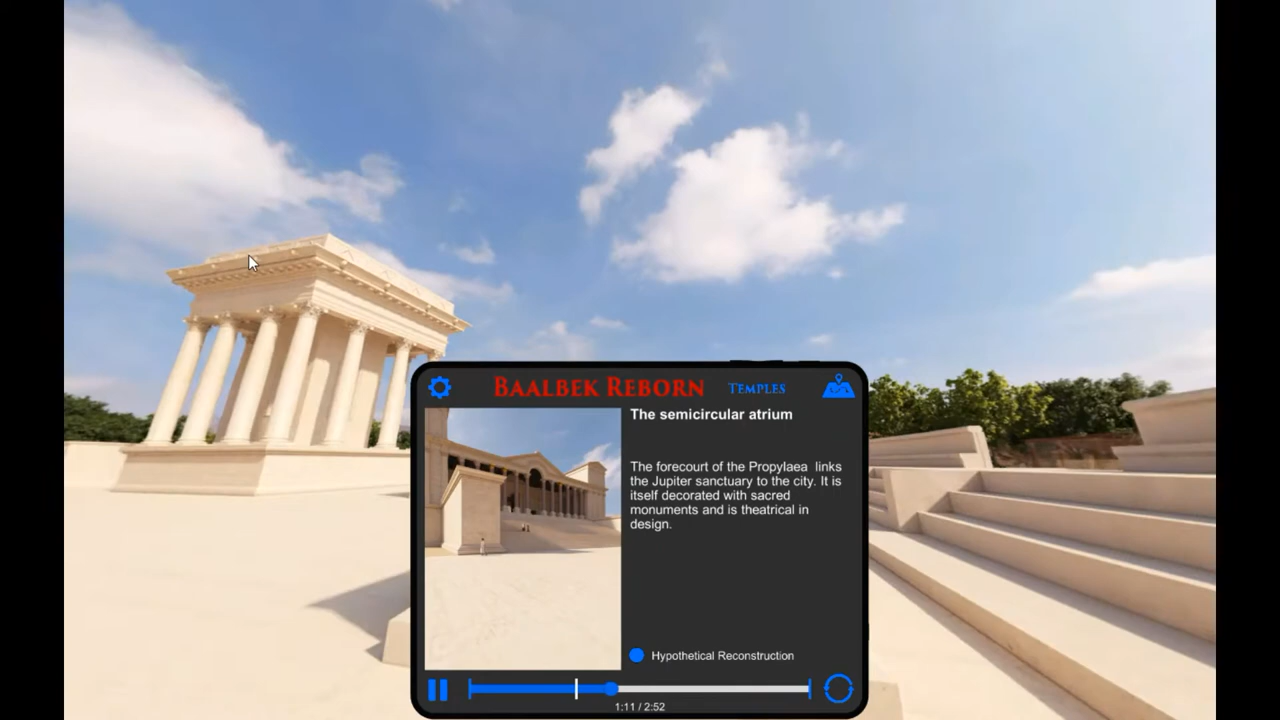 BAALBEK REBORN TEMPLES
The semicircular atrium
The forecourt of the Propylaea links
the Jupiter sanctuary to the city. It is
itself decorated with sacred
monuments and is theatrical in
design.
Hypothetical Reconstruction
1:11 / 2:52